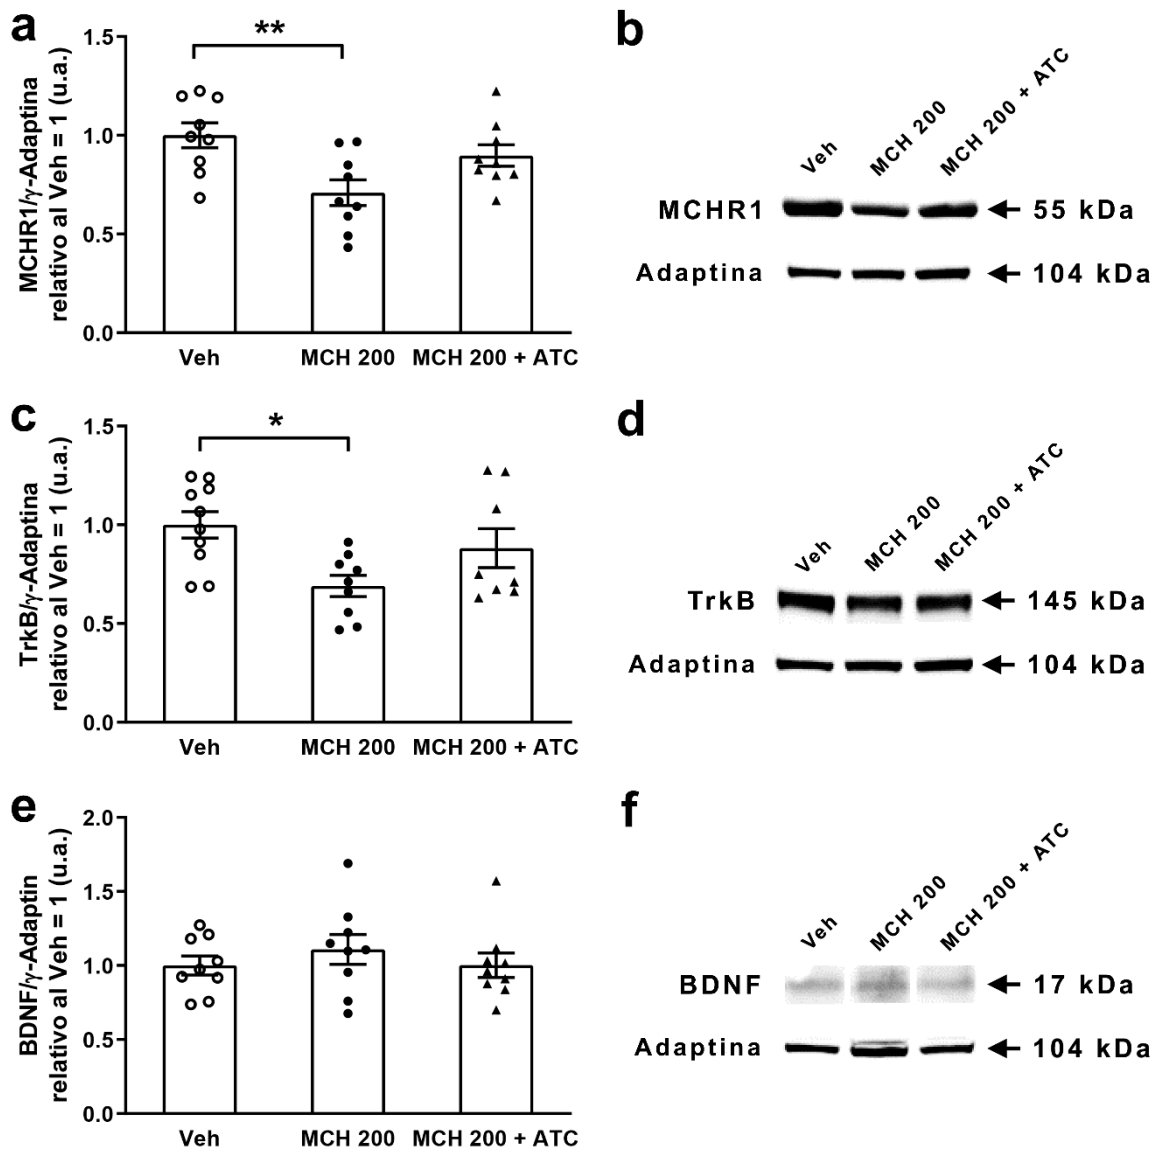 a
**
MCHR1/γ-Adaptina
relativo al Veh = 1 (u.a.)
1.5
1.0
0.5
0.0
Veh
MCH 200
MCH 200 + ATC
b
Veh
MCH 200
MCH 200 + ATC
MCHR1
55 kDa
Adaptina
104 kDa
c
*
TrkB/γ-Adaptina
relativo al Veh = 1 (u.a.)
1.5
1.0
0.5
0.0
Veh
MCH 200
MCH 200 + ATC
d
Veh
MCH 200
MCH 200 + ATC
TrkB
145 kDa
Adaptina
104 kDa
e
BDNF/γ-Adaptin
relativo al Veh = 1 (u.a.)
2.0
1.5
1.0
0.5
0.0
Veh
MCH 200
MCH 200 + ATC
f
Veh
MCH 200
MCH 200 + ATC
BDNF
17 kDa
Adaptina
104 kDa